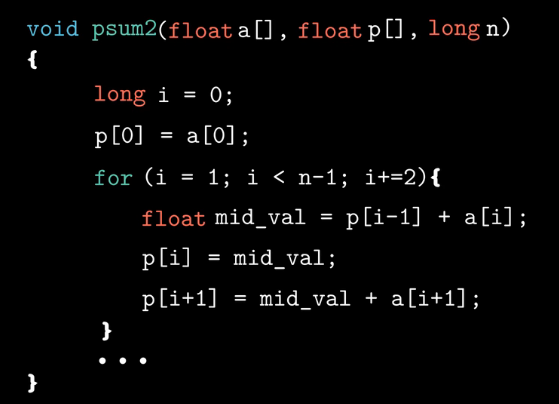 void psum2(float a[], float p[], long n)
{
long i = 0;
p[0] = a[0];
for (i = 1; i < n-1; i+=2){
float mid_val = p[i-1] + a[i];
p[i] = mid_val;
p[i+1] = mid_val + a[i+1];
}
...
}